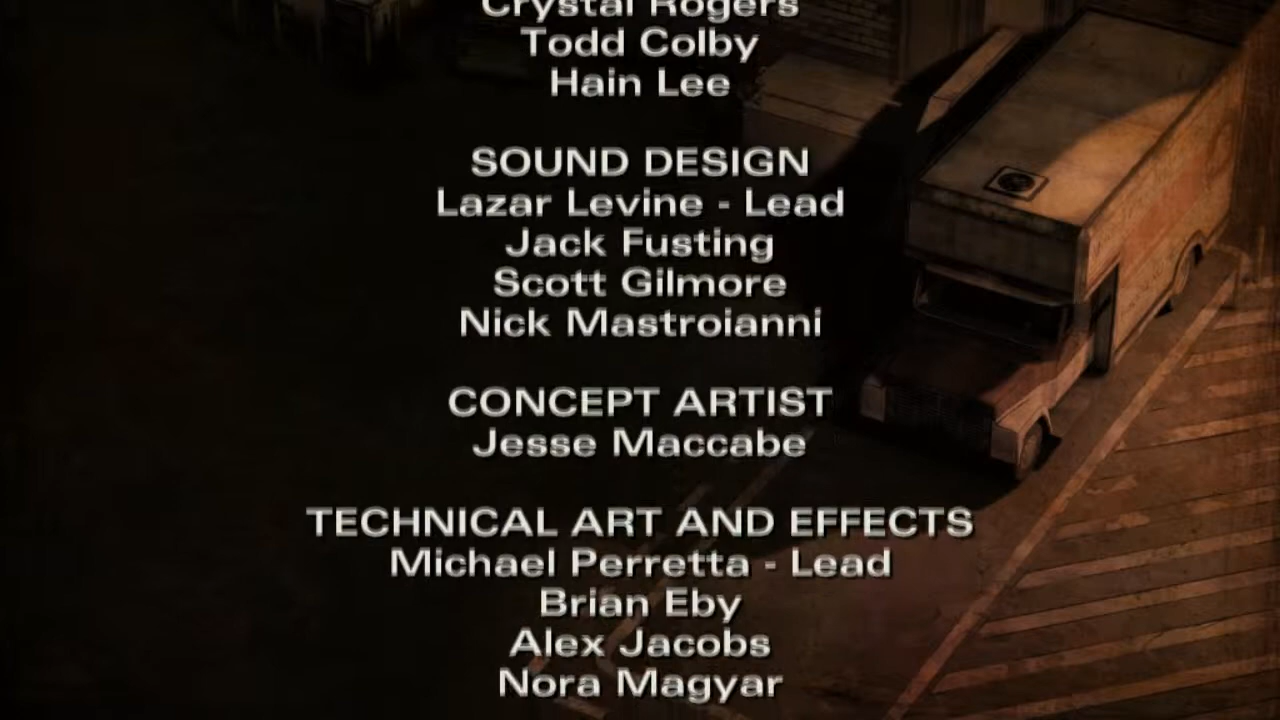 Crystal Rogers
Todd Colby
Hain Lee
SOUND DESIGN
Lazar Levine - Lead
Jack Fusting
Scott Gilmore
Nick Mastroianni
CONCEPT ARTIST
Jesse Maccabe
TECHNICAL ART AND EFFECTS
Michael Perretta - Lead
Brian Eby
Alex Jacobs
Nora Magyar